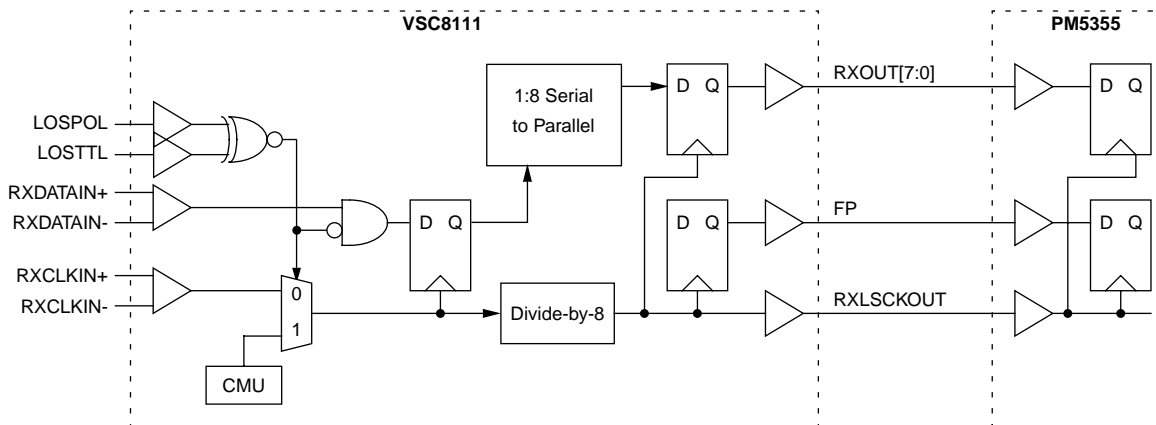 VSC8111
PM5355
LOSPOL
LOSTTL
RXDATAIN+
RXDATAIN-
RXCLKIN+
RXCLKIN-
0
1
CMU
D Q
1:8 Serial
to Parallel
Divide-by-8
D Q
D Q
RXOUT[7:0]
FP
RXLSCKOUT
D Q
D Q